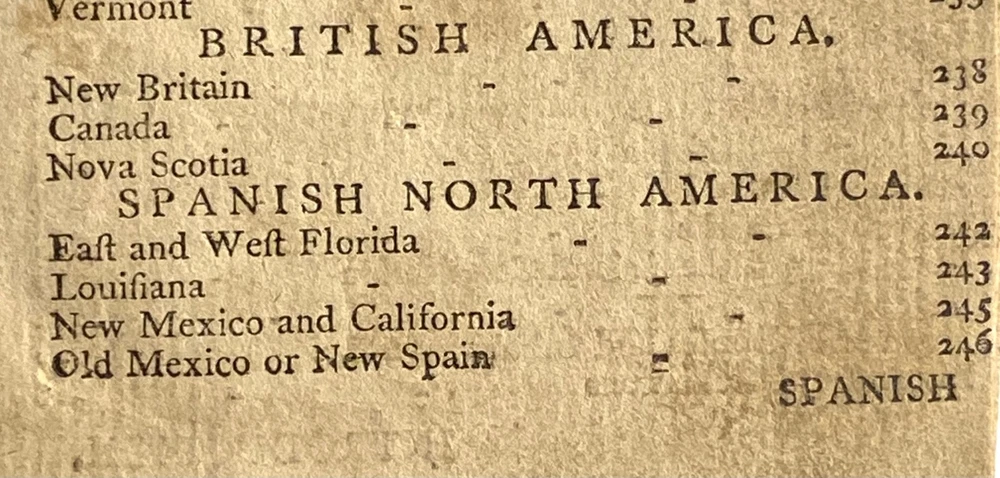 Vermont - -
BRITISH AMERICA.
New Britain - - 238
Canada - - 239
Nova Scotia - - 240
SPANISH NORTH AMERICA.
Eaſt and Weſt Florida - - 242
Louiſiana - - 243
New Mexico and California - 245
Old Mexico or New Spain - 246
SPANISH